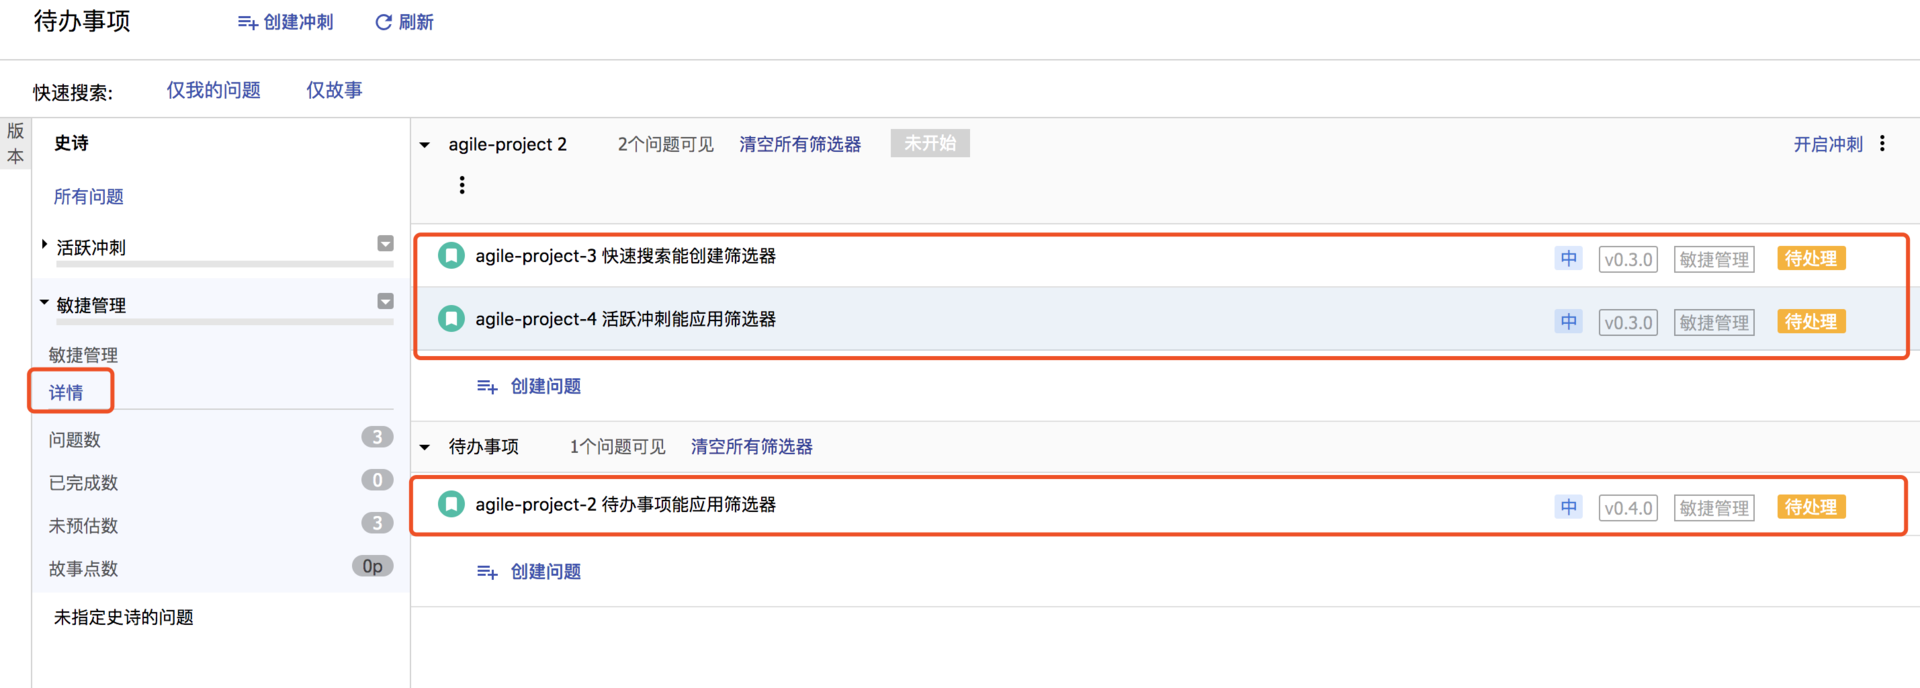 待办事项 创建冲刺 刷新
快速搜索: 仅我的问题 仅故事
版
本
史诗
所有问题
活跃冲刺
敏捷管理
敏捷管理
详情
问题数 3
已完成数 0
未预估数 3
故事点数 0p
未指定史诗的问题
agile-project 2 2个问题可见 清空所有筛选器 未开始 开启冲刺
agile-project-3 快速搜索能创建筛选器 中 v0.3.0 敏捷管理 待处理
agile-project-4 活跃冲刺能应用筛选器 中 v0.3.0 敏捷管理 待处理
创建问题
待办事项 1个问题可见 清空所有筛选器
agile-project-2 待办事项能应用筛选器 中 v0.4.0 敏捷管理 待处理
创建问题